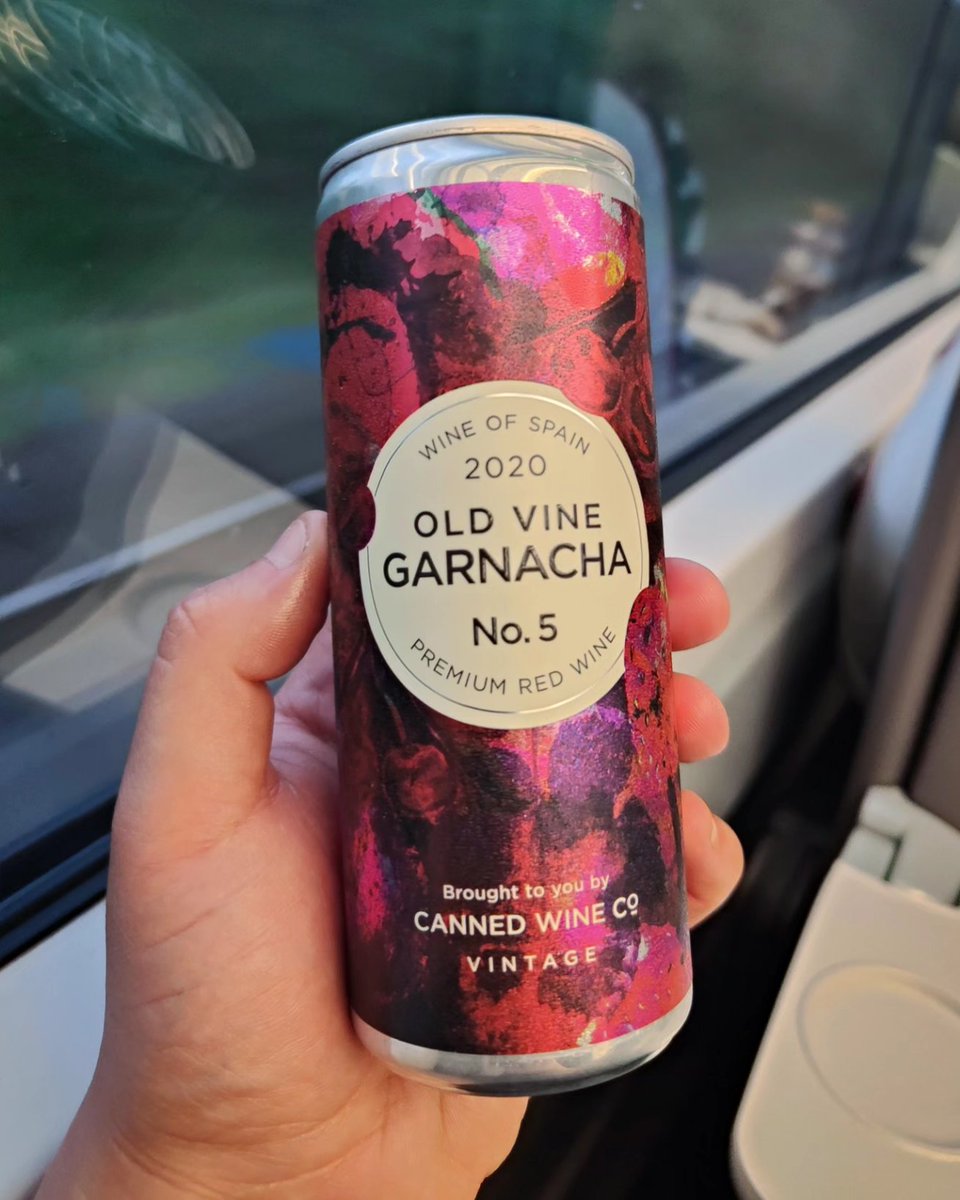 WINE OF SPAIN
2020
OLD VINE
GARNACHA
No. 5
PREMIUM RED WINE
Brought to you by
CANNED WINE Cº
VINTAGE